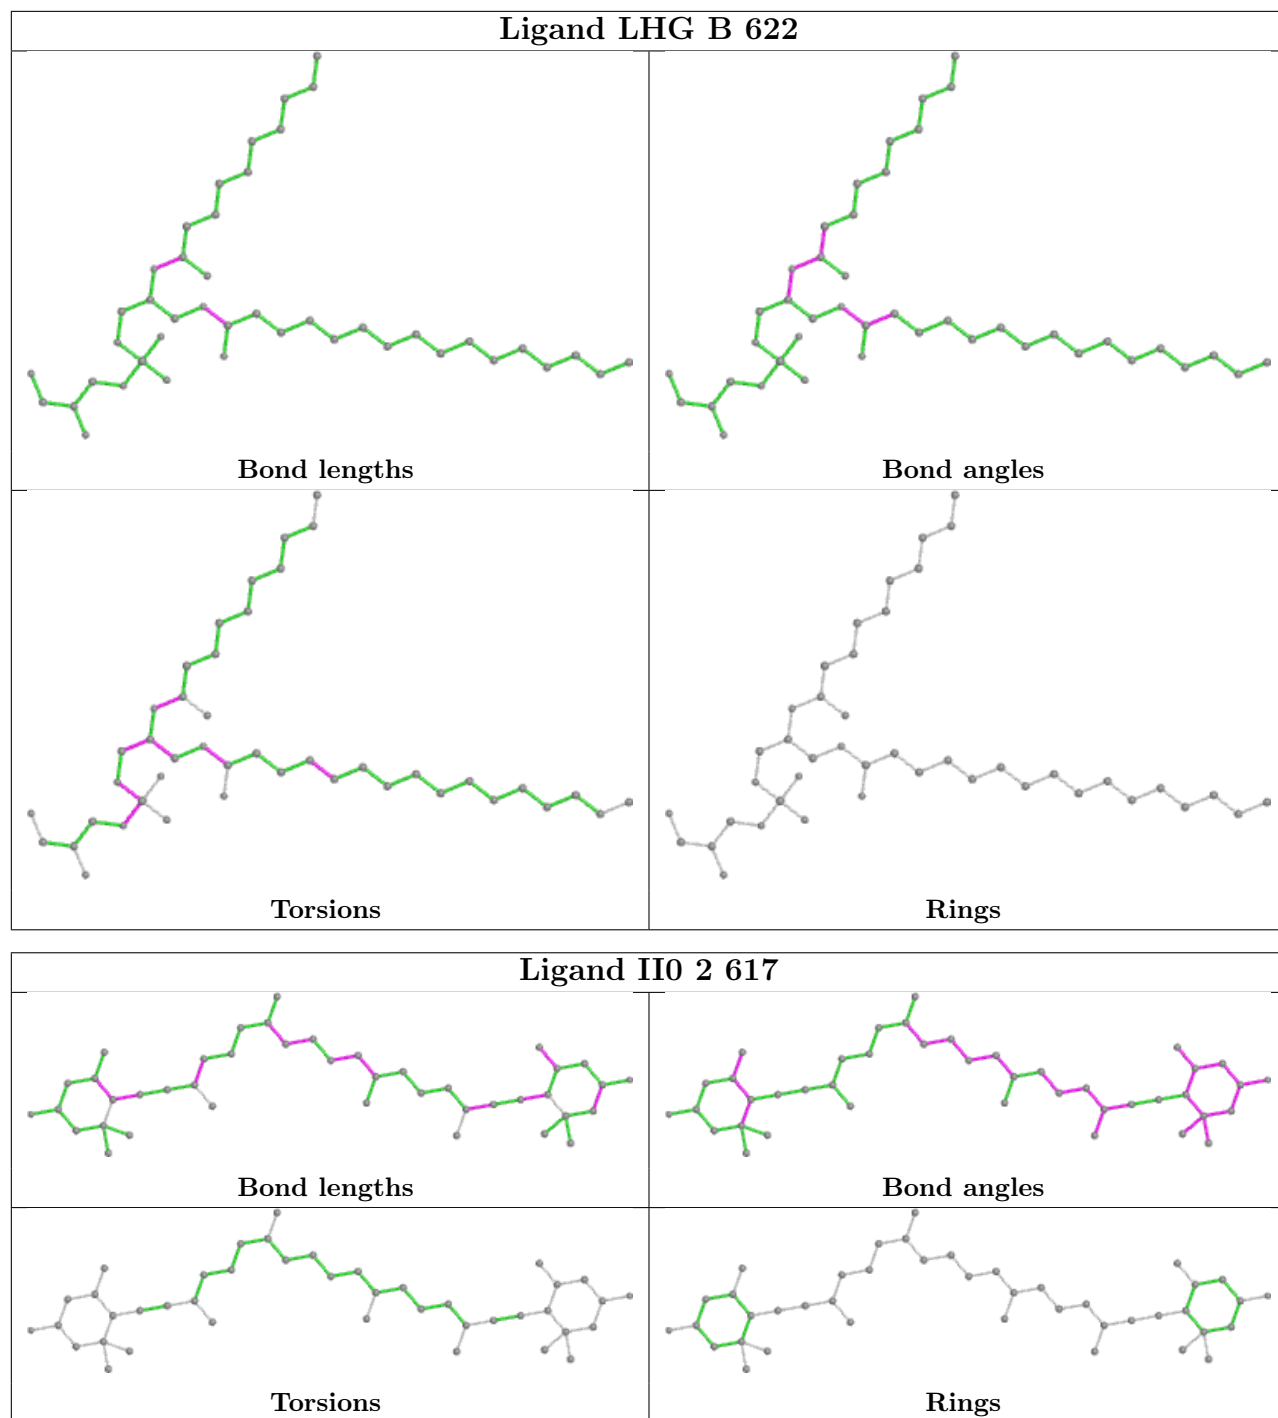 Ligand LHG B 622
Bond lengths
Bond angles
Torsions
Rings
Ligand II0 2 617
Bond lengths
Bond angles
Torsions
Rings